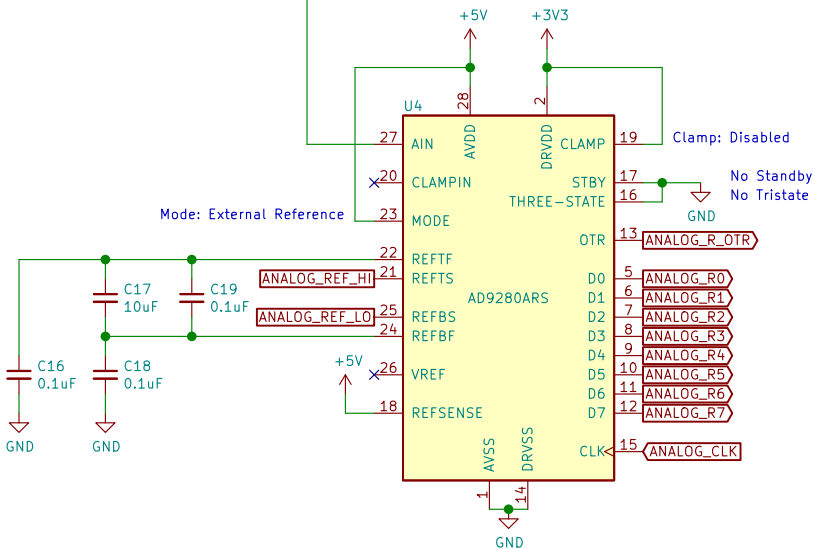 +5V
+3V3
U4
28
2
AVDD
DRVDD
27
AIN
CLAMP
19
Clamp: Disabled
20
CLAMPIN
STBY
17
No Standby
THREE-STATE
16
No Tristate
GND
Mode: External Reference
23
MODE
OTR
13
ANALOG_R_OTR
22
REFTF
ANALOG_REF_HI
21
REFTS
D0
5
ANALOG_R0
C17
10uF
C19
0.1uF
AD9280ARS
D1
6
ANALOG_R1
ANALOG_REF_LO
25
REFBS
D2
7
ANALOG_R2
24
REFBF
D3
8
ANALOG_R3
D4
9
ANALOG_R4
C16
0.1uF
C18
0.1uF
+5V
26
VREF
D5
10
ANALOG_R5
D6
11
ANALOG_R6
18
REFSENSE
D7
12
ANALOG_R7
GND
GND
CLK
15
ANALOG_CLK
AVSS
DRVSS
1
14
GND